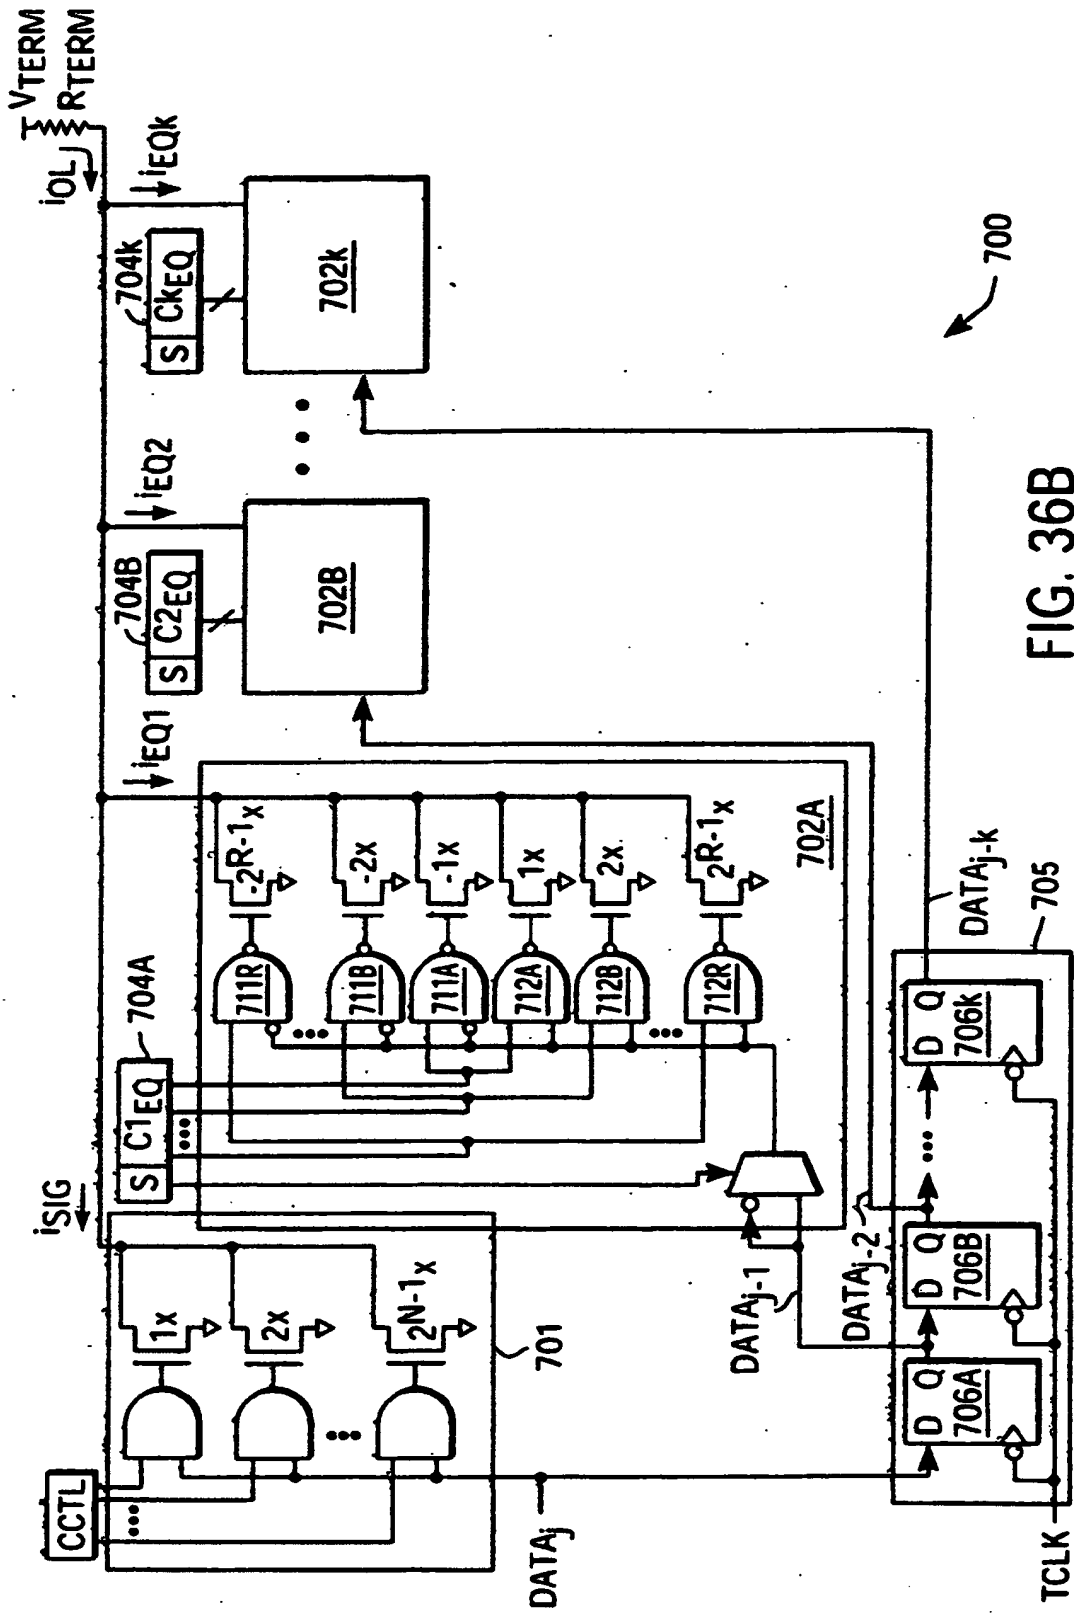 VTERM
RTERM
iOL
iEQk
704k
S CkEQ
702k
iEQ2
704B
S C2EQ
702B
iEQ1
704A
S C1EQ
iSIG
CCTL
1x
2x
2N-1x
701
711R
-2R-1x
711B
-2x
711A
-1x
712A
1x
712B
2x
712R
2R-1x
702A
DATAj
DATAj-1
DATAj-2
DATAj-k
D Q
706A
D Q
706B
D Q
706k
705
TCLK
700
FIG. 36B